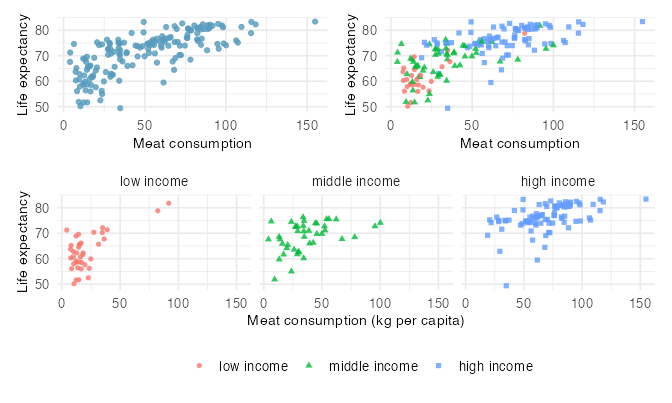 Life expectancy
80
70
60
50
0 50 100 150
Meat consumption
Life expectancy
80
70
60
50
0 50 100 150
Meat consumption
low income middle income high income
Life expectancy
80
70
60
50
0 50 100 150 0 50 100 150 0 50 100 150
Meat consumption (kg per capita)
low income middle income high income